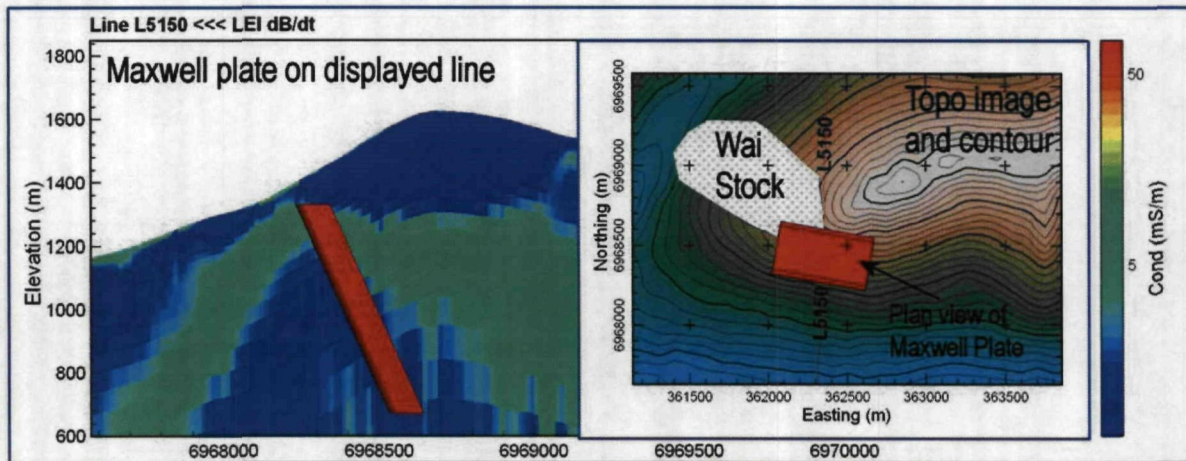 Line L5150 <<< LEI dB/dt
Maxwell plate on displayed line
1800
1600
1400
1200
1000
800
600
Elevation (m)
6968000
6968500
6969000
6969500
6970000
Topo image
and contour
Wai
Stock
L5150
L5150
Plan view of
Maxwell Plate
6969500
6969000
6968500
6968000
Northing (m)
361500
362000
362500
363000
363500
Easting (m)
50
5
Cond (mS/m)